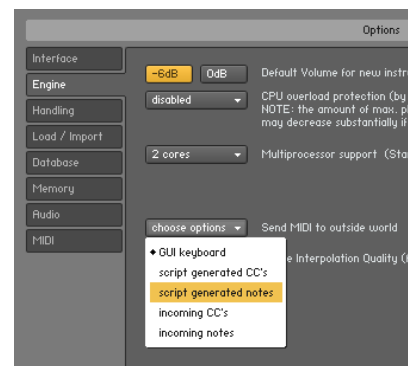 Options
Interface
Engine
Handling
Load / Import
Database
Memory
Audio
MIDI
-6dB 0dB Default Volume for new
disabled CPU overload protection (by
NOTE: the amount of max.
may decrease substantially if
2 cores Multiprocessor support
choose options Send MIDI to outside world
GUI keyboard
script generated CC's
Interpolation Quality
script generated notes
incoming CC's
incoming notes